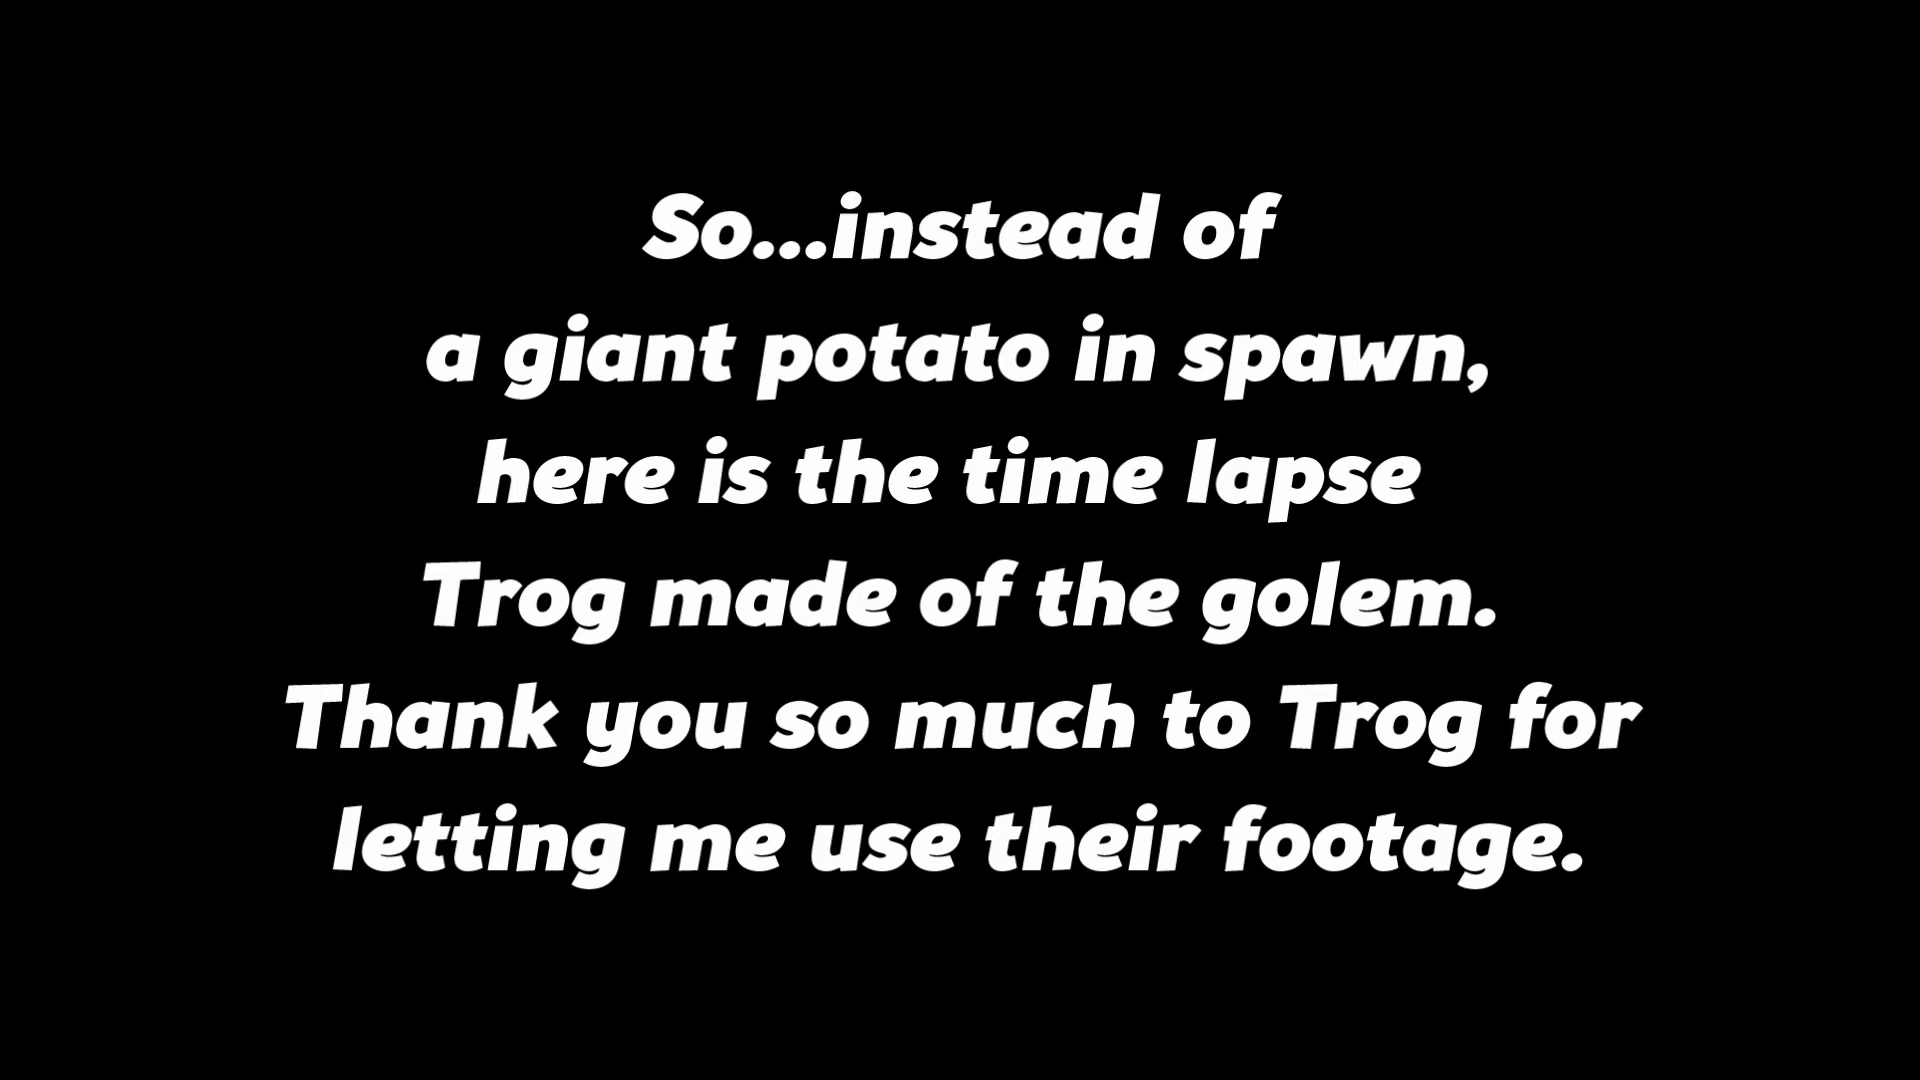 So...instead of
a giant potato in spawn,
here is the time lapse
Trog made of the golem.
Thank you so much to Trog for
letting me use their footage.